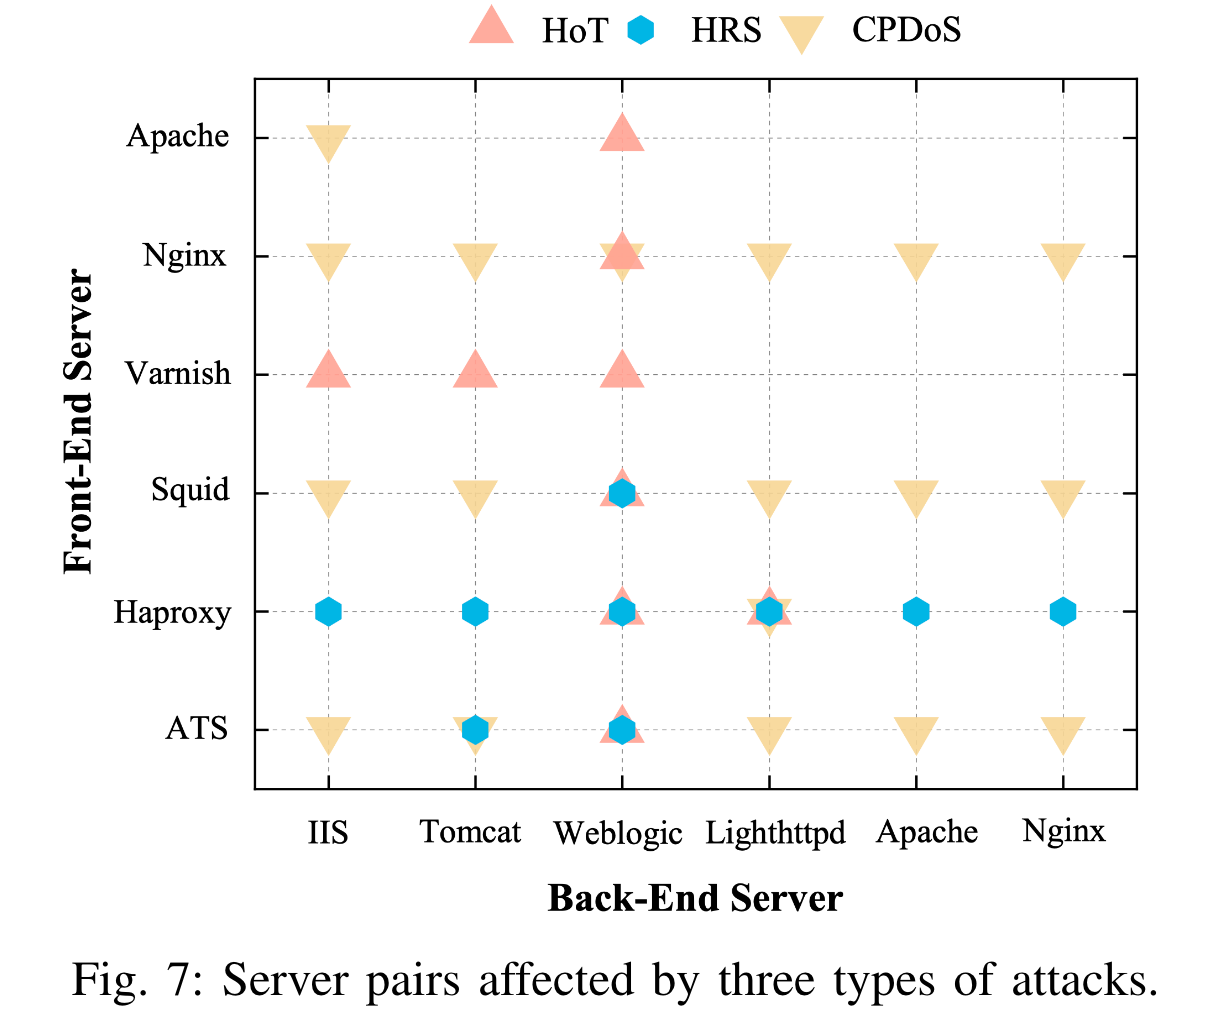 HoT HRS CPDoS
Apache
Nginx
Varnish
Squid
Haproxy
ATS
Front-End Server
IIS Tomcat Weblogic Lighthttpd Apache Nginx
Back-End Server
Fig. 7: Server pairs affected by three types of attacks.